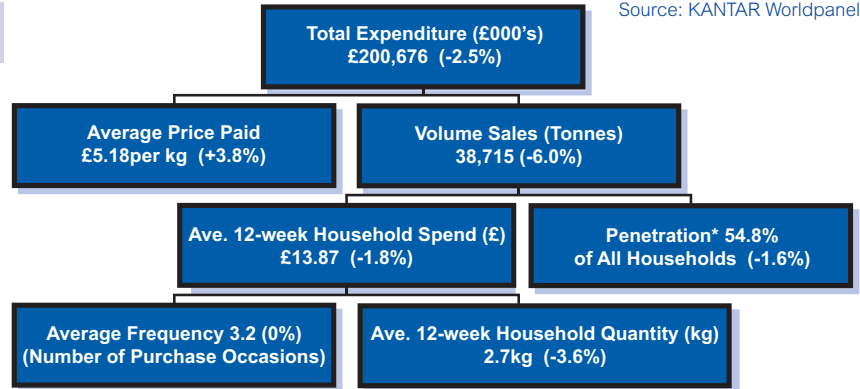 Source: KANTAR Worldpanel
Total Expenditure (£000's)
£200,676 (-2.5%)
Average Price Paid
£5.18per kg (+3.8%)
Volume Sales (Tonnes)
38,715 (-6.0%)
Ave. 12-week Household Spend (£)
£13.87 (-1.8%)
Penetration* 54.8%
of All Households (-1.6%)
Average Frequency 3.2 (0%)
(Number of Purchase Occasions)
Ave. 12-week Household Quantity (kg)
2.7kg (-3.6%)